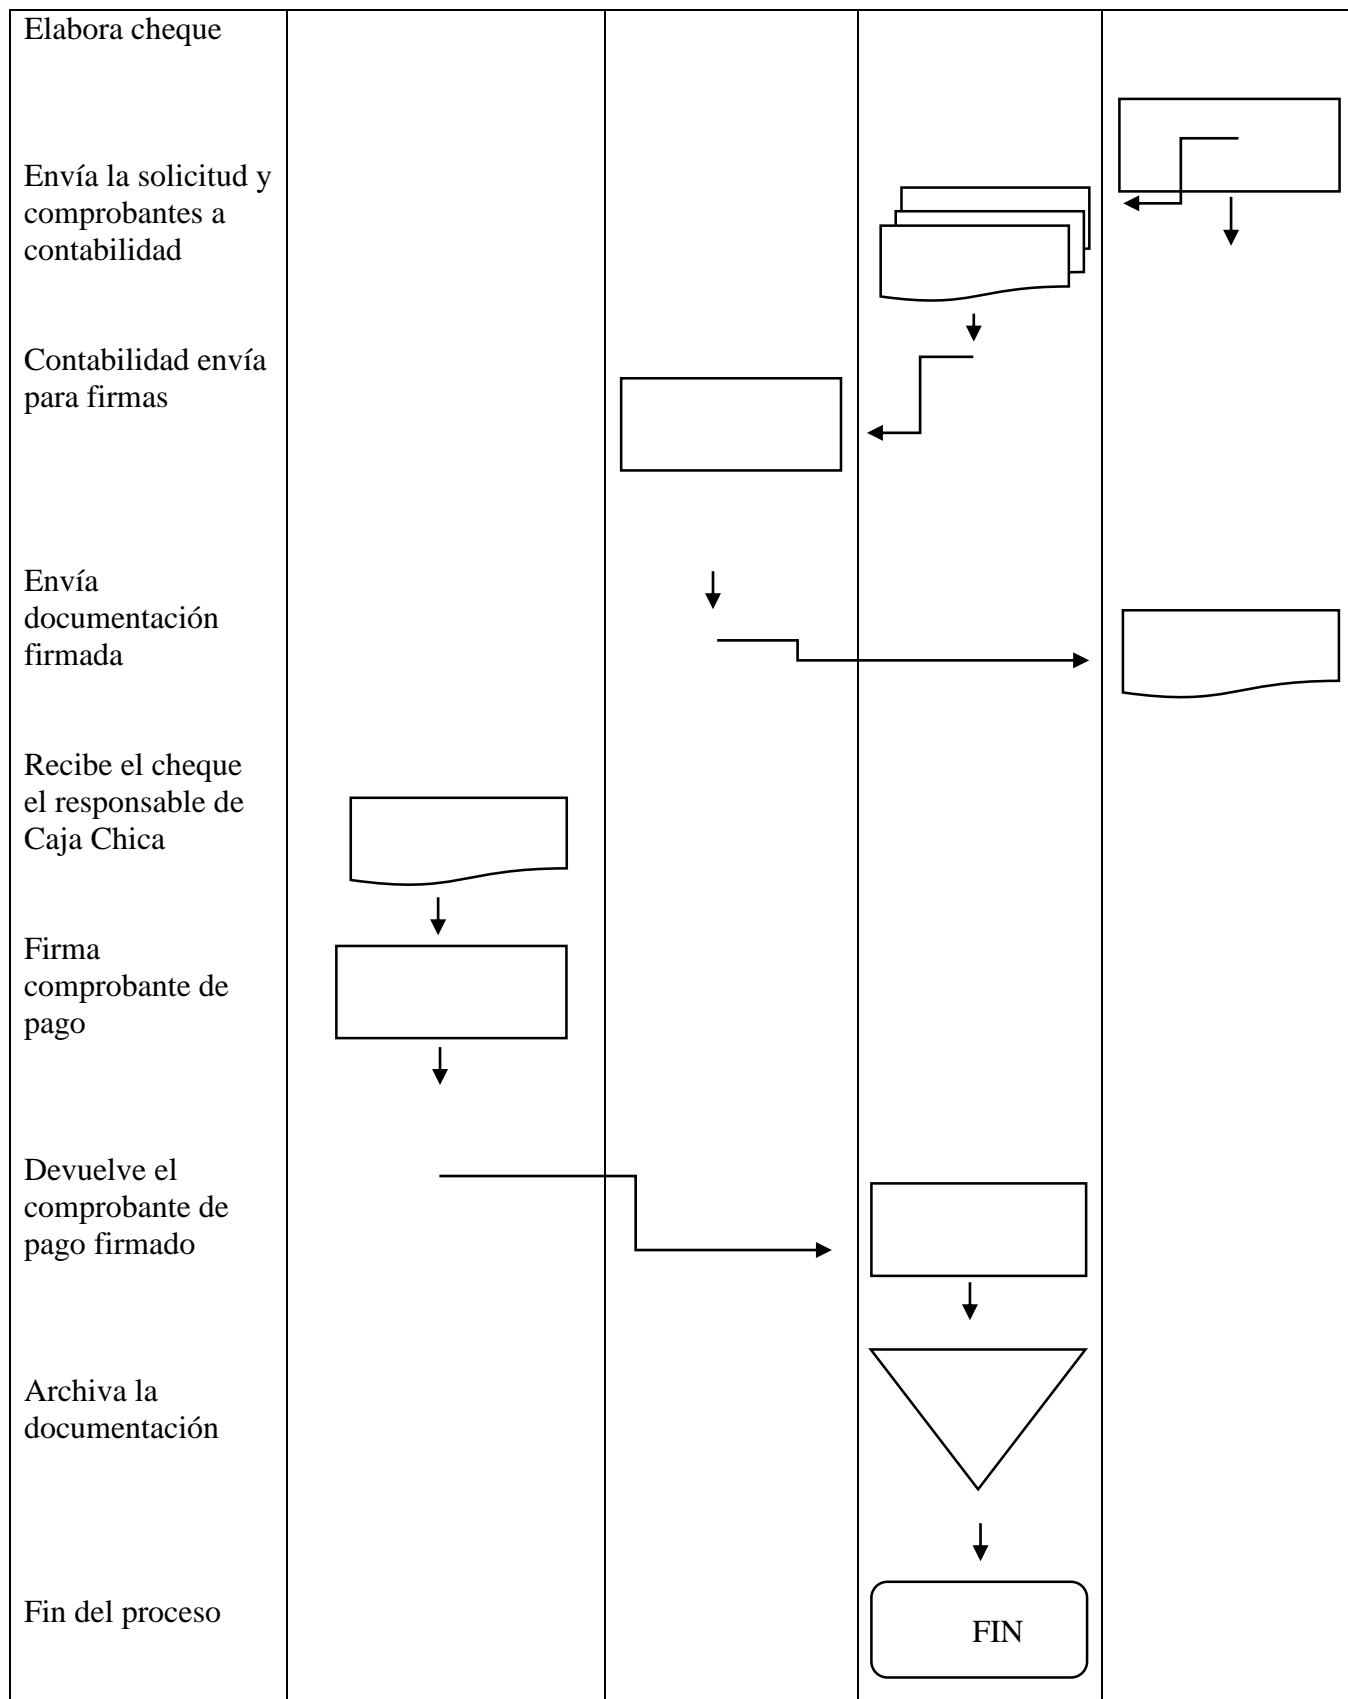 Elabora cheque
Envía la solicitud y
comprobantes a
contabilidad
Contabilidad envía
para firmas
Envía
documentación
firmada
Recibe el cheque
el responsable de
Caja Chica
Firma
comprobante de
pago
Devuelve el
comprobante de
pago firmado
Archiva la
documentación
Fin del proceso
FIN